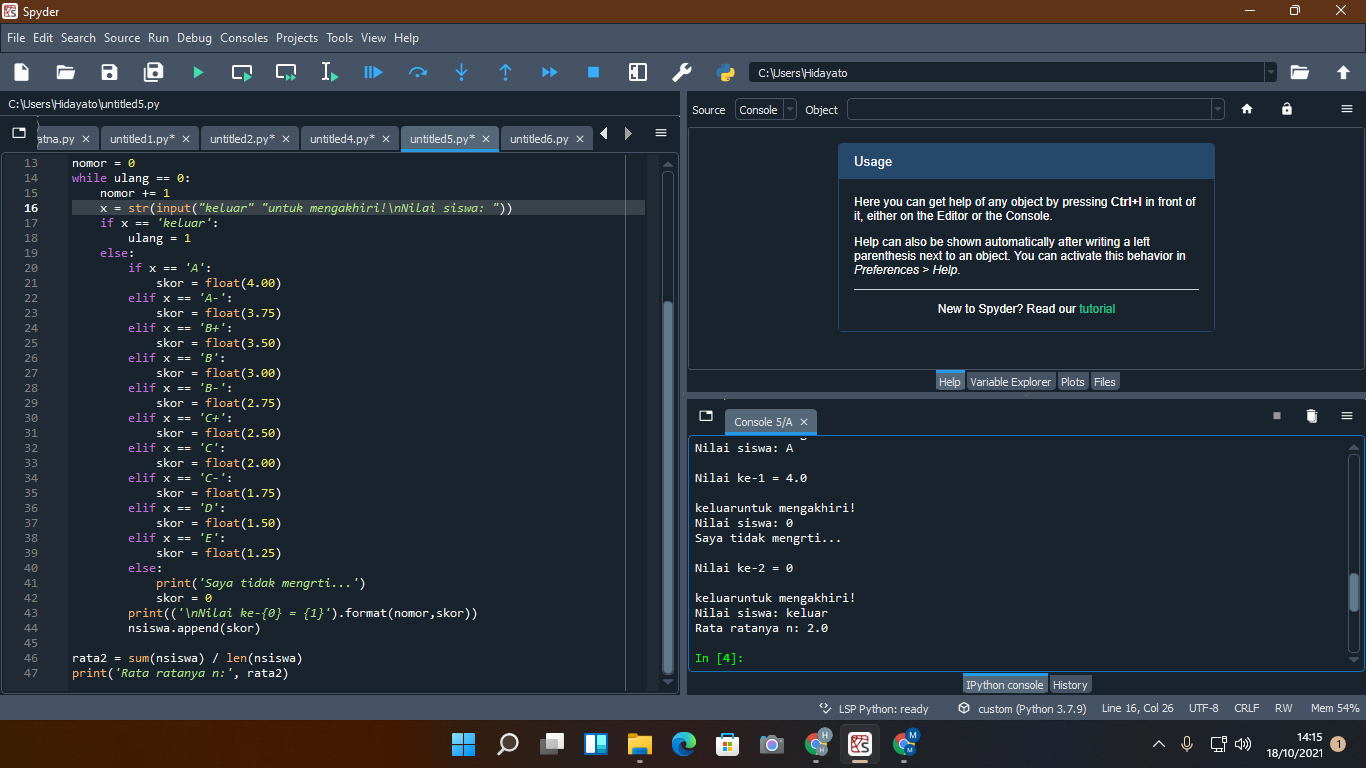 Spyder
File Edit Search Source Run Debug Consoles Projects Tools View Help
C:\Users\Hidayato
C:\Users\Hidayato\untitled5.py
atna.py untitled1.py* untitled2.py* untitled4.py* untitled5.py* untitled6.py
13 nomor = 0
14 while ulang == 0:
15 nomor += 1
16 x = str(input("keluar" "untuk mengakhiri!\nNilai siswa: "))
17 if x == 'keluar':
18 ulang = 1
19 else:
20 if x == 'A':
21 skor = float(4.00)
22 elif x == 'A-':
23 skor = float(3.75)
24 elif x == 'B+':
25 skor = float(3.50)
26 elif x == 'B':
27 skor = float(3.00)
28 elif x == 'B-':
29 skor = float(2.75)
30 elif x == 'C+':
31 skor = float(2.50)
32 elif x == 'C':
33 skor = float(2.00)
34 elif x == 'C-':
35 skor = float(1.75)
36 elif x == 'D':
37 skor = float(1.50)
38 elif x == 'E':
39 skor = float(1.25)
40 else:
41 print('Saya tidak mengrti...')
42 skor = 0
43 print(('\nNilai ke-{0} = {1}').format(nomor,skor))
44 nsiswa.append(skor)
45
46 rata2 = sum(nsiswa) / len(nsiswa)
47 print('Rata ratanya n:', rata2)
Source Console Object
Usage
Here you can get help of any object by pressing Ctrl+I in front of
it, either on the Editor or the Console.
Help can also be shown automatically after writing a left
parenthesis next to an object. You can activate this behavior in
Preferences > Help.
New to Spyder? Read our tutorial
Help Variable Explorer Plots Files
Console 5/A
Nilai siswa: A
Nilai ke-1 = 4.0
keluaruntuk mengakhiri!
Nilai siswa: 0
Saya tidak mengrti...
Nilai ke-2 = 0
keluaruntuk mengakhiri!
Nilai siswa: keluar
Rata ratanya n: 2.0
In [4]:
IPython console History
LSP Python: ready custom (Python 3.7.9) Line 16, Col 26 UTF-8 CRLF RW Mem 54%
H
H
M
M
14:15
18/10/2021
1